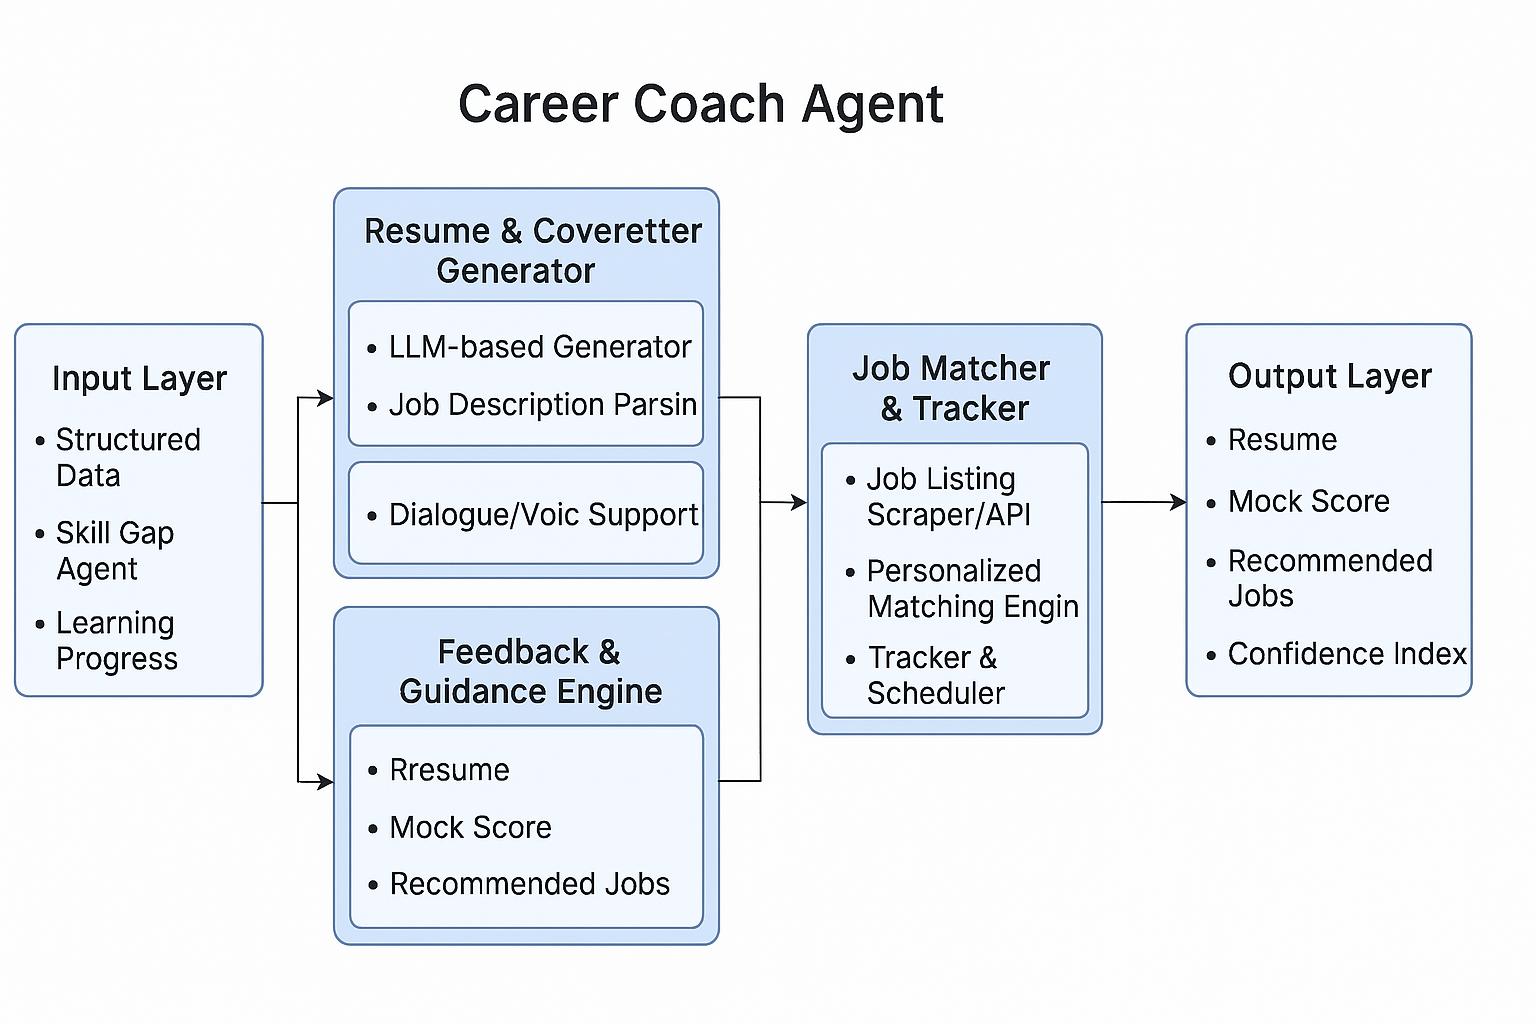 Career Coach Agent
Input Layer
• Structured
Data
• Skill Gap
Agent
• Learning
Progress
Resume & Coveretter
Generator
• LLM-based Generator
• Job Description Parsin
• Dialogue/Voic Support
Feedback &
Guidance Engine
• Rresume
• Mock Score
• Recommended Jobs
Job Matcher
& Tracker
• Job Listing
Scraper/API
• Personalized
Matching Engin
• Tracker &
Scheduler
Output Layer
• Resume
• Mock Score
• Recommended
Jobs
• Confidence Index